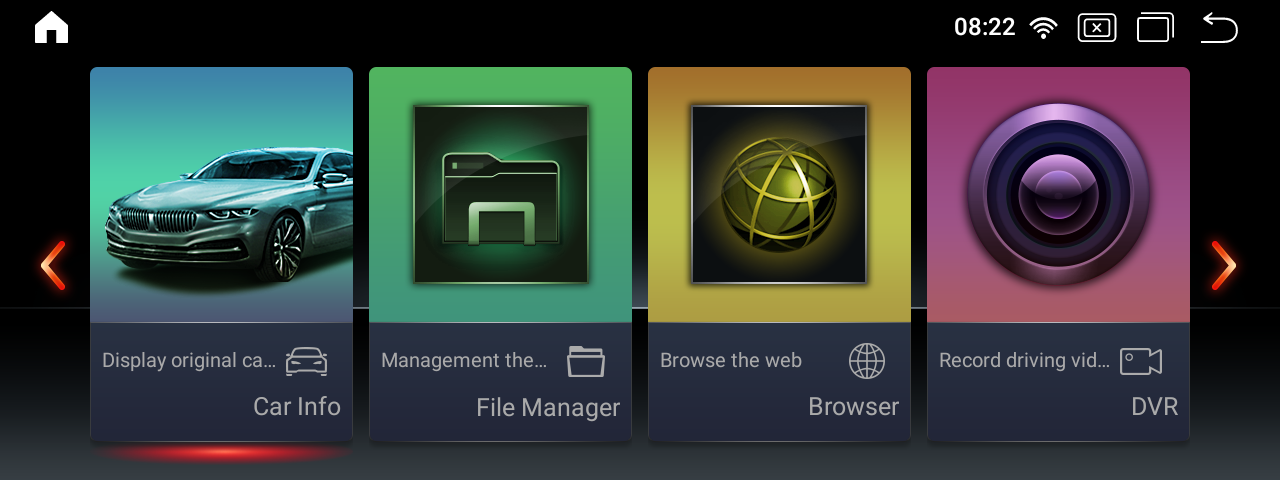 08:22
Display original ca...
Car Info
Management the...
File Manager
Browse the web
Browser
Record driving vid...
DVR